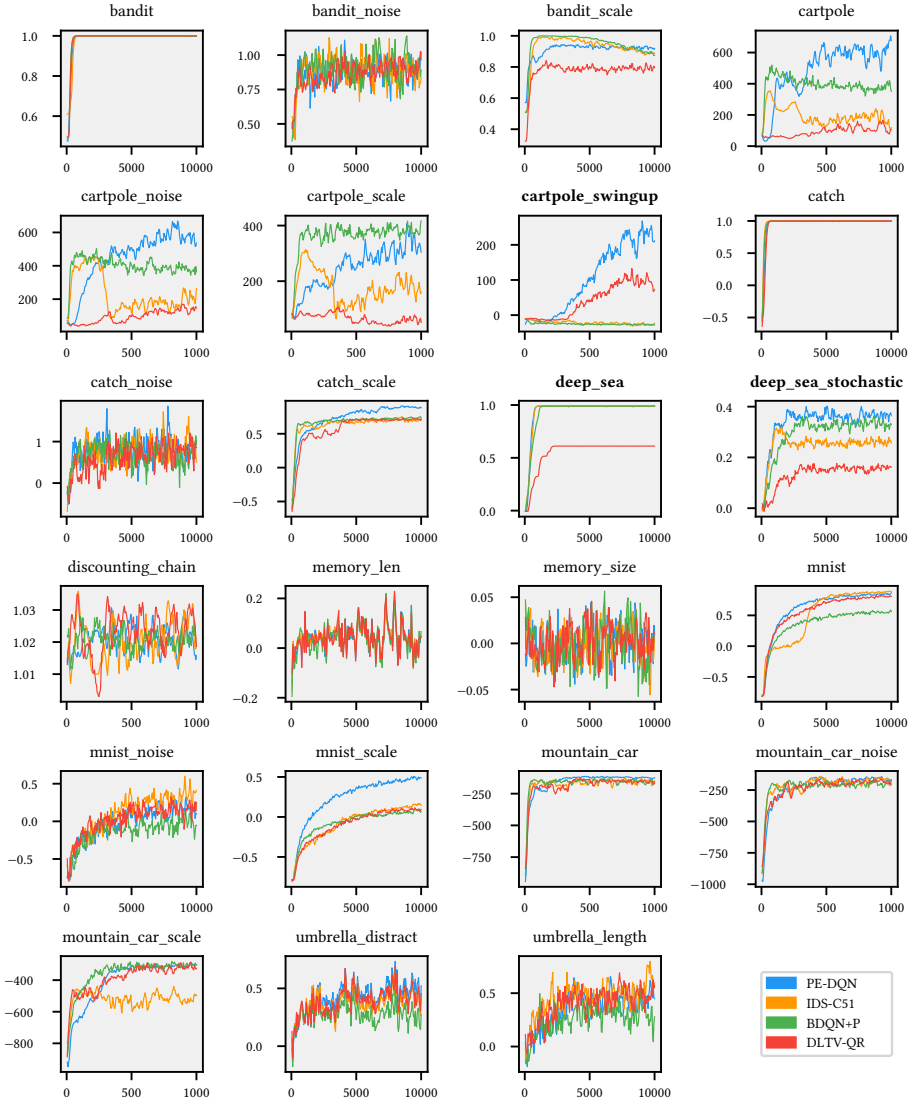 bandit
bandit_noise
bandit_scale
cartpole
1.0
0.8
0.6
0 5000 10000
1.00
0.75
0.50
0 5000 10000
1.0
0.8
0.6
0.4
0 5000 10000
600
400
200
0
0 500 1000
cartpole_noise
cartpole_scale
cartpole_swingup
catch
600
400
200
0 500 1000
400
200
0 500 1000
200
100
0
0 500 1000
1.0
0.5
0.0
−0.5
0 5000 10000
catch_noise
catch_scale
deep_sea
deep_sea_stochastic
1
0
0 5000 10000
0.5
0.0
−0.5
0 5000 10000
1.0
0.5
0.0
0 5000 10000
0.4
0.2
0.0
0 5000 10000
discounting_chain
memory_len
memory_size
mnist
1.03
1.02
1.01
0 500 1000
0.2
0.0
−0.2
0 5000 10000
0.05
0.00
−0.05
0 5000 10000
0.5
0.0
−0.5
0 5000 10000
mnist_noise
mnist_scale
mountain_car
mountain_car_noise
0.5
0.0
−0.5
0 5000 10000
0.5
0.0
−0.5
0 5000 10000
−250
−500
−750
0 500 1000
−250
−500
−750
−1000
0 500 1000
mountain_car_scale
umbrella_distract
umbrella_length
−400
−600
−800
0 500 1000
0.5
0.0
0 5000 10000
0.5
0.0
0 5000 10000
PE-DQN
IDS-C51
BDQN+P
DLTV-QR